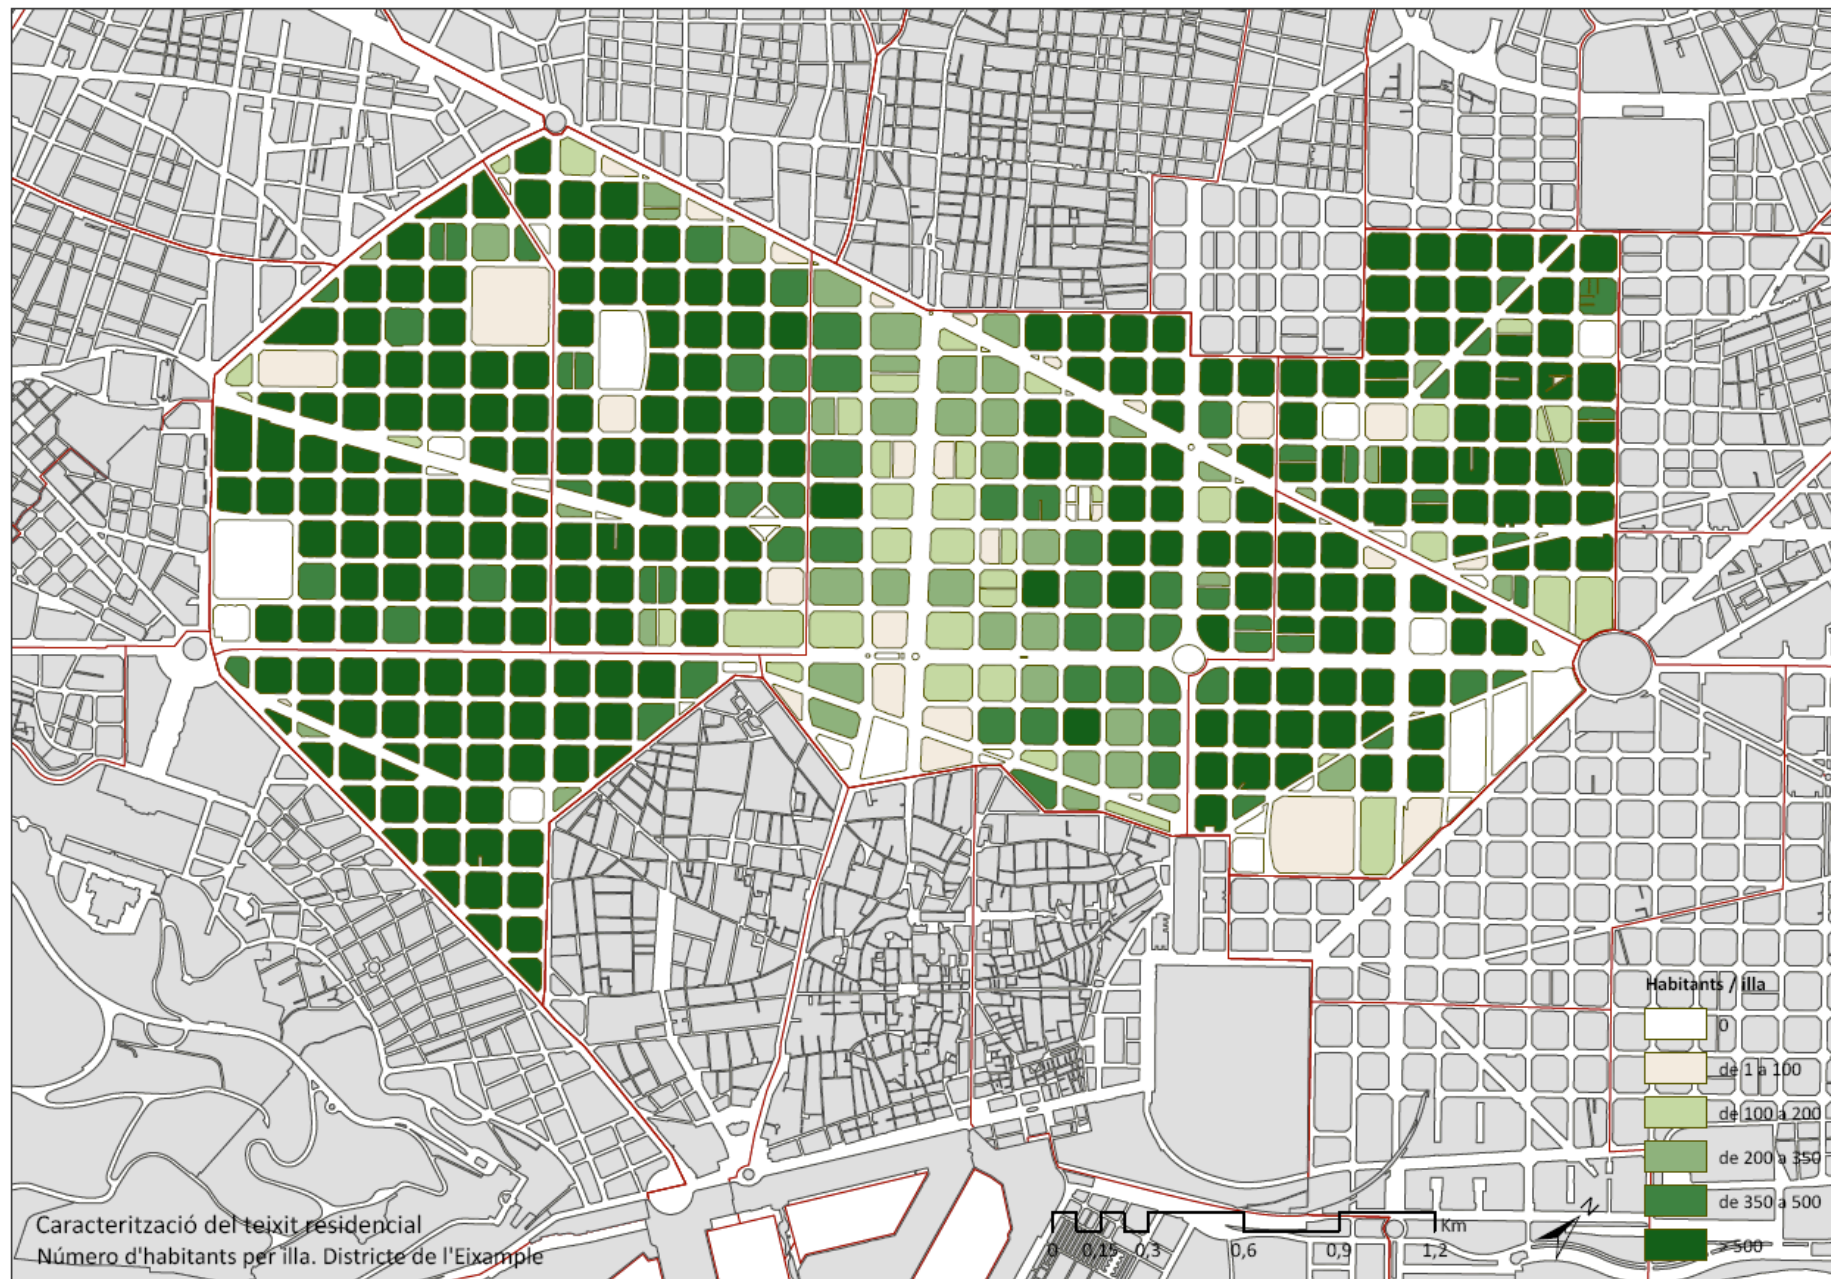 Habitants / illa
0
de 1 a 100
de 100 a 200
de 200 a 350
de 350 a 500
> 500
N
Km
0 0,15 0,3 0,6 0,9 1,2
Caracterització del teixit residencial
Número d'habitants per illa. Districte de l'Eixample